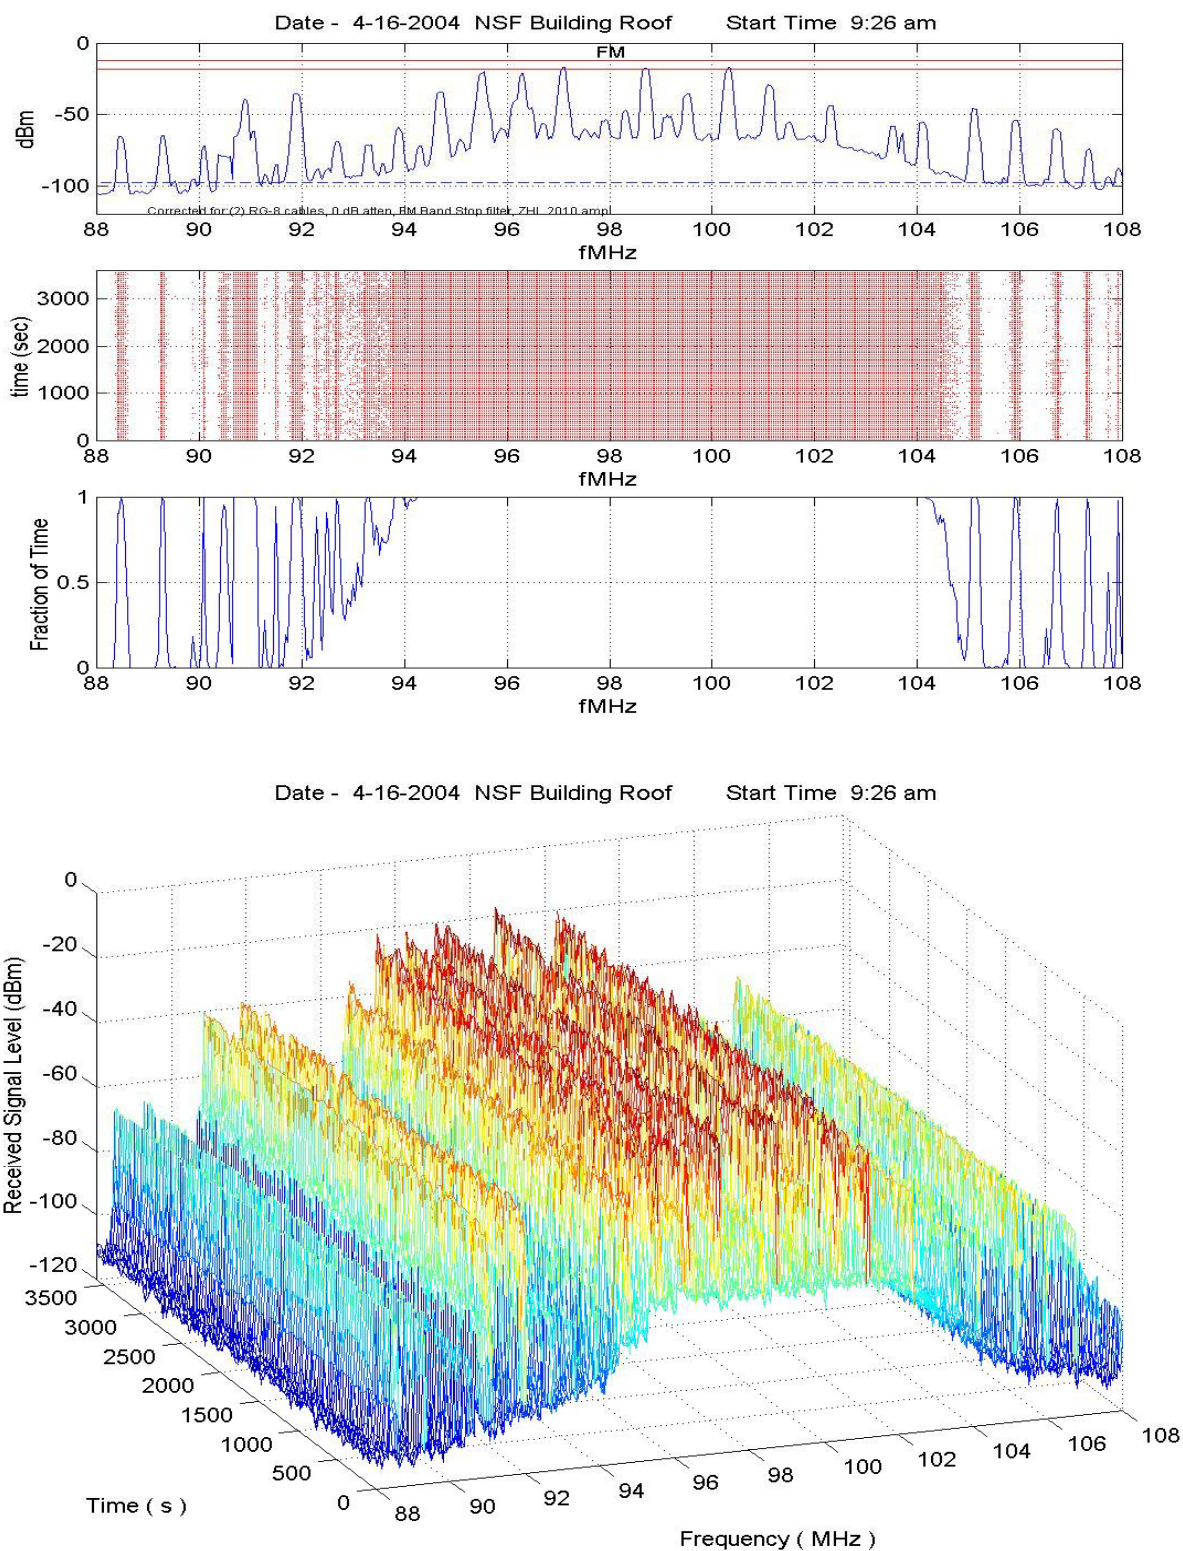 Date - 4-16-2004 NSF Building Roof Start Time 9:26 am
FM
0
-50
-100
dBm
Corrected for (2) RG-8 cables, 0 dB atten, FM Band Stop filter, ZHL_2010 amp
88 90 92 94 96 98 100 102 104 106 108
fMHz
3000
2000
1000
0
time (sec)
88 90 92 94 96 98 100 102 104 106 108
fMHz
1
0.5
0
Fraction of Time
88 90 92 94 96 98 100 102 104 106 108
fMHz
Date - 4-16-2004 NSF Building Roof Start Time 9:26 am
0
-20
-40
-60
-80
-100
-120
Received Signal Level (dBm)
3500
3000
2500
2000
1500
1000
500
0
Time ( s )
88 90 92 94 96 98 100 102 104 106 108
Frequency ( MHz )